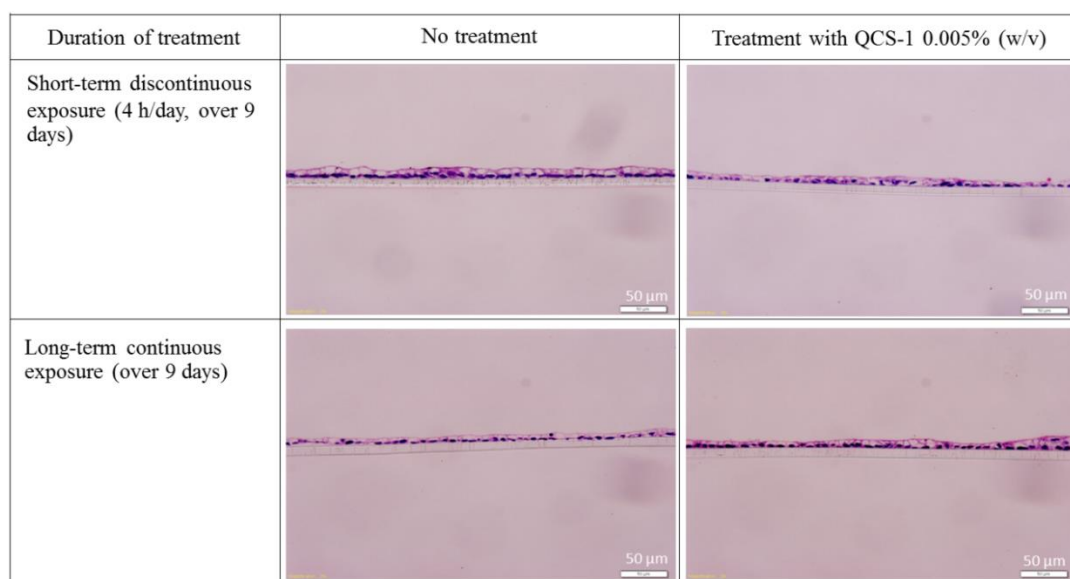 Duration of treatment
No treatment
Treatment with QCS-1 0.005% (w/v)
Short-term discontinuous
exposure (4 h/day, over 9
days)
50 µm
50 µm
Long-term continuous
exposure (over 9 days)
50 µm
50 µm